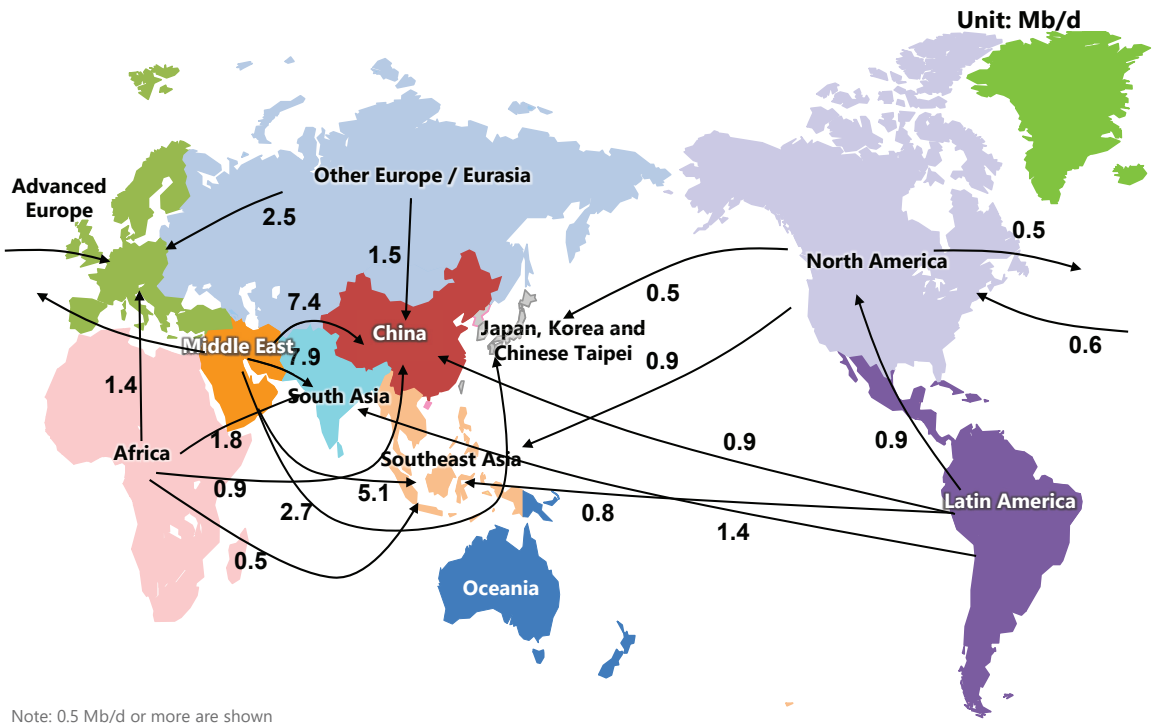 Unit: Mb/d
Other Europe / Eurasia
Advanced
Europe
2.5
0.5
1.5
North America
7.4
0.5
China
Japan, Korea and
Chinese Taipei
Middle East
7.9
0.6
0.9
1.4
South Asia
1.8
0.9
0.9
Africa
Southeast Asia
0.9
5.1
Latin America
2.7
0.8
1.4
0.5
Oceania
Note: 0.5 Mb/d or more are shown